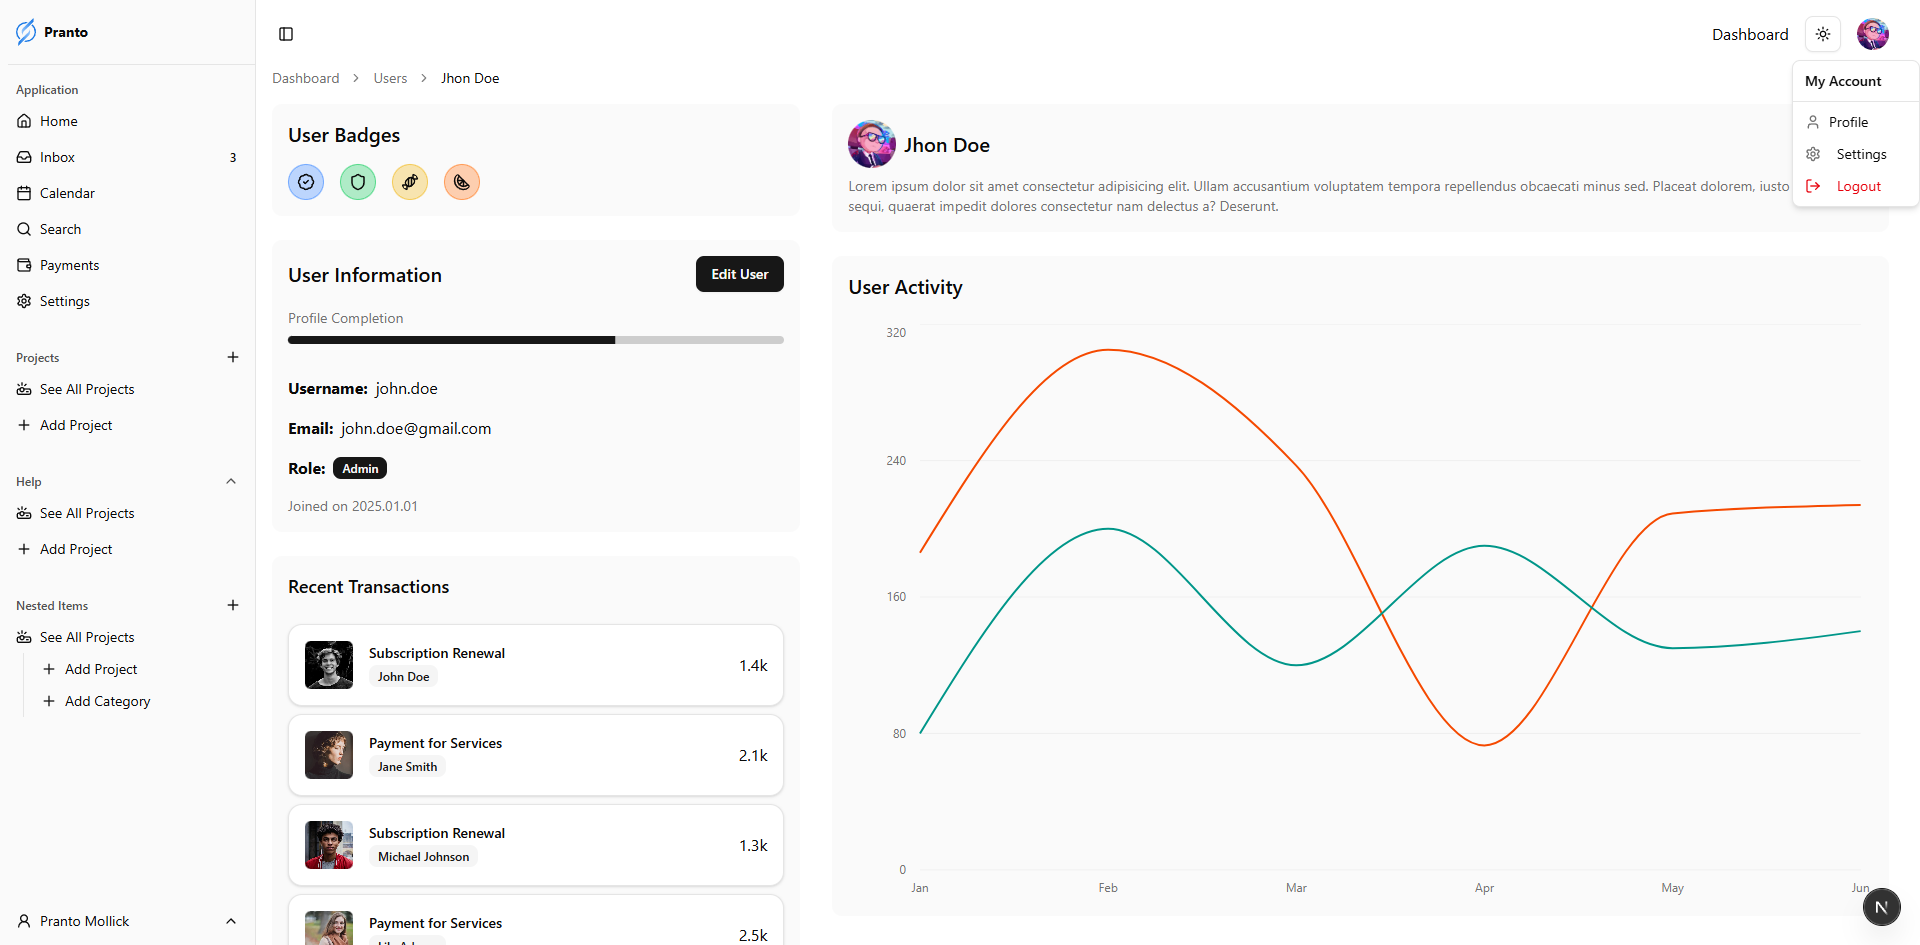 Pranto
Application
Home
Inbox 3
Calendar
Search
Payments
Settings
Projects
See All Projects
Add Project
Help
See All Projects
Add Project
Nested Items
See All Projects
Add Project
Add Category
Pranto Mollick
Dashboard
Dashboard > Users > Jhon Doe
My Account
Profile
Settings
Logout
User Badges
User Information
Edit User
Profile Completion
Username: john.doe
Email: john.doe@gmail.com
Role: Admin
Joined on 2025.01.01
Recent Transactions
Subscription Renewal
John Doe
1.4k
Payment for Services
Jane Smith
2.1k
Subscription Renewal
Michael Johnson
1.3k
Payment for Services
2.5k
Jhon Doe
Lorem ipsum dolor sit amet consectetur adipisicing elit. Ullam accusantium voluptatem tempora repellendus obcaecati minus sed. Placeat dolorem, iusto
sequi, quaerat impedit dolores consectetur nam delectus a? Deserunt.
User Activity
320
240
160
80
0
Jan Feb Mar Apr May Jun
N